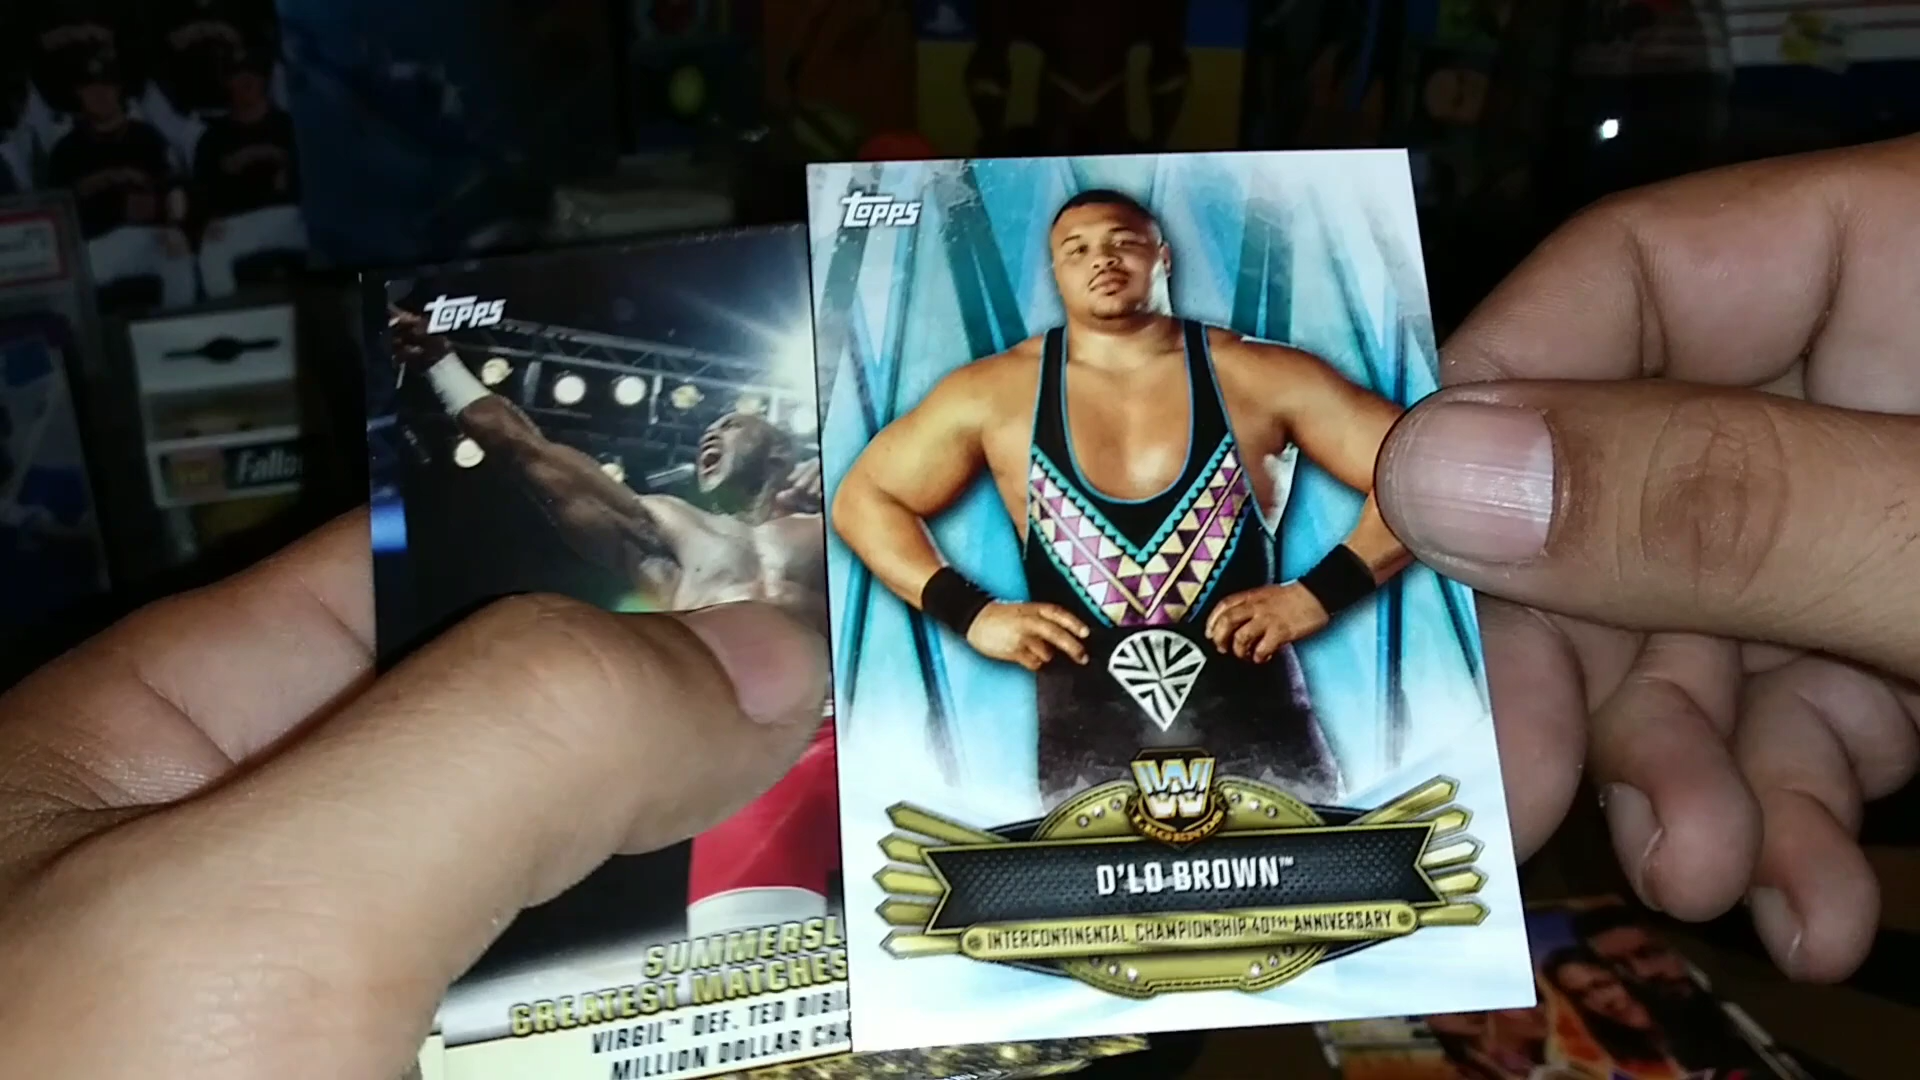 topps
SUMMERSL
GREATEST MATCHES
VIRGIL™ DEF. TED DIBI
MILLION DOLLAR CH
topps
W
LEGENDS
D'LO BROWN™
INTERCONTINENTAL CHAMPIONSHIP 40TH ANNIVERSARY
Fallo